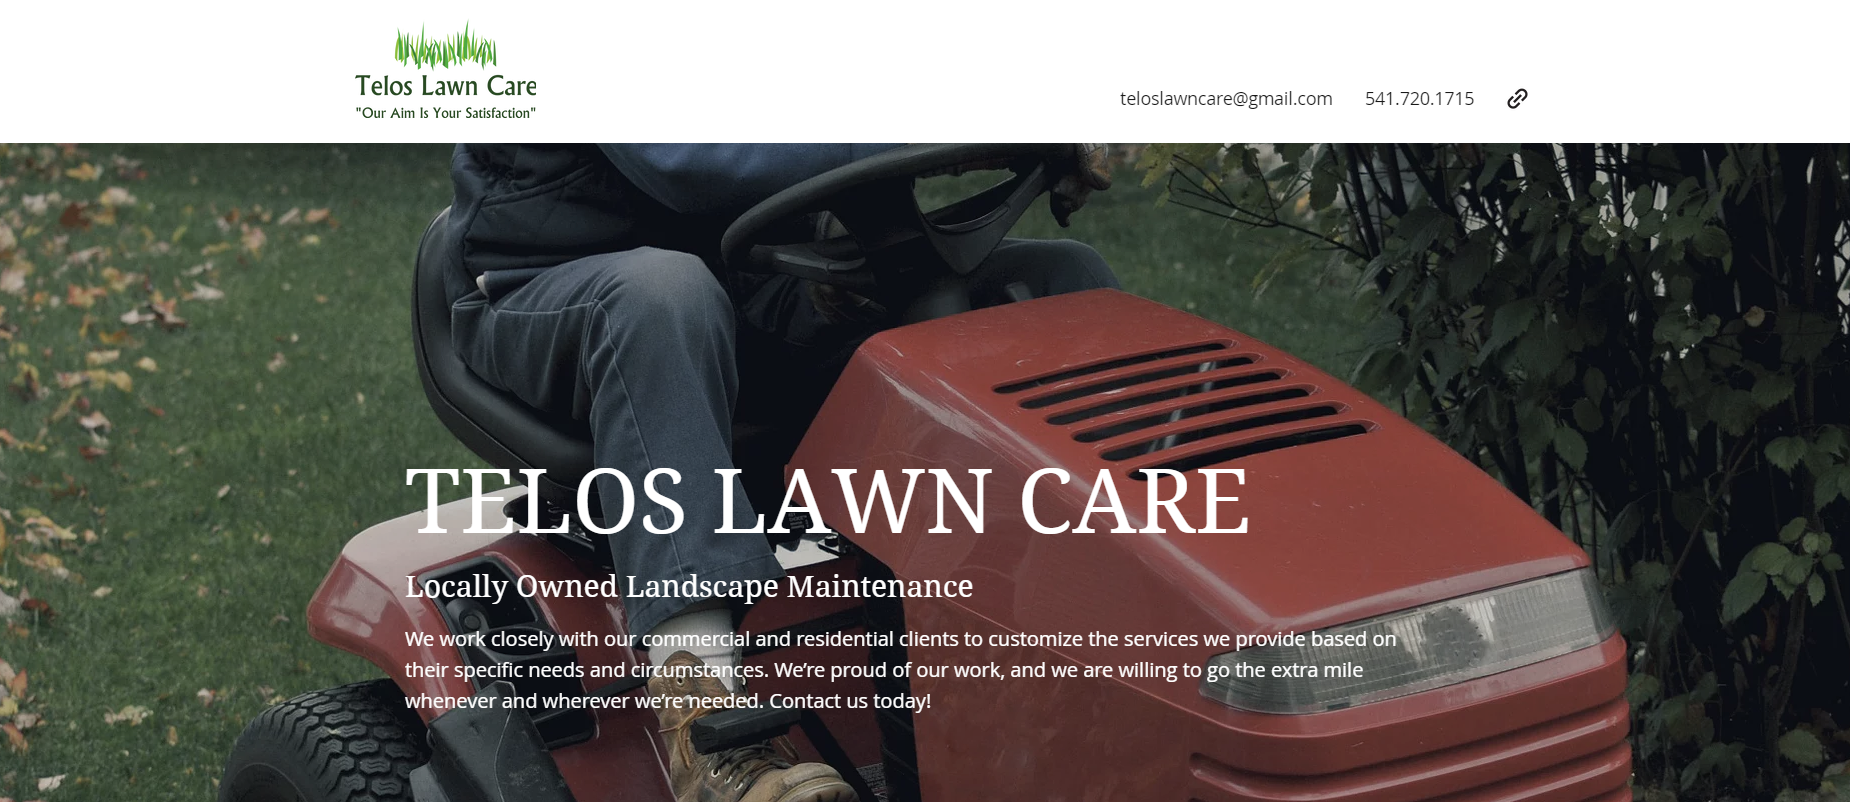 Telos Lawn Care
"Our Aim Is Your Satisfaction"
teloslawncare@gmail.com 541.720.1715
TELOS LAWN CARE
Locally Owned Landscape Maintenance
We work closely with our commercial and residential clients to customize the services we provide based on
their specific needs and circumstances. We’re proud of our work, and we are willing to go the extra mile
whenever and wherever we’re needed. Contact us today!